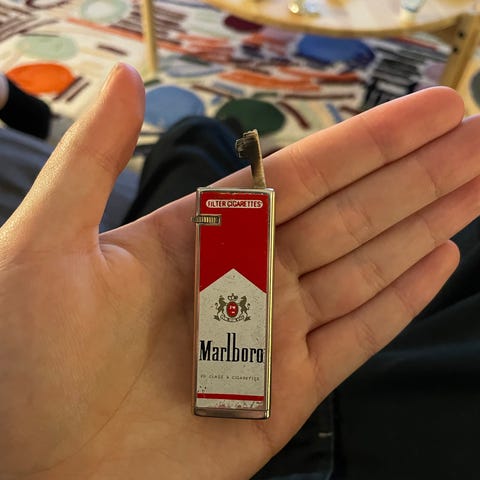 FILTER CIGARETTES
Marlboro
20 CLASS A CIGARETTES